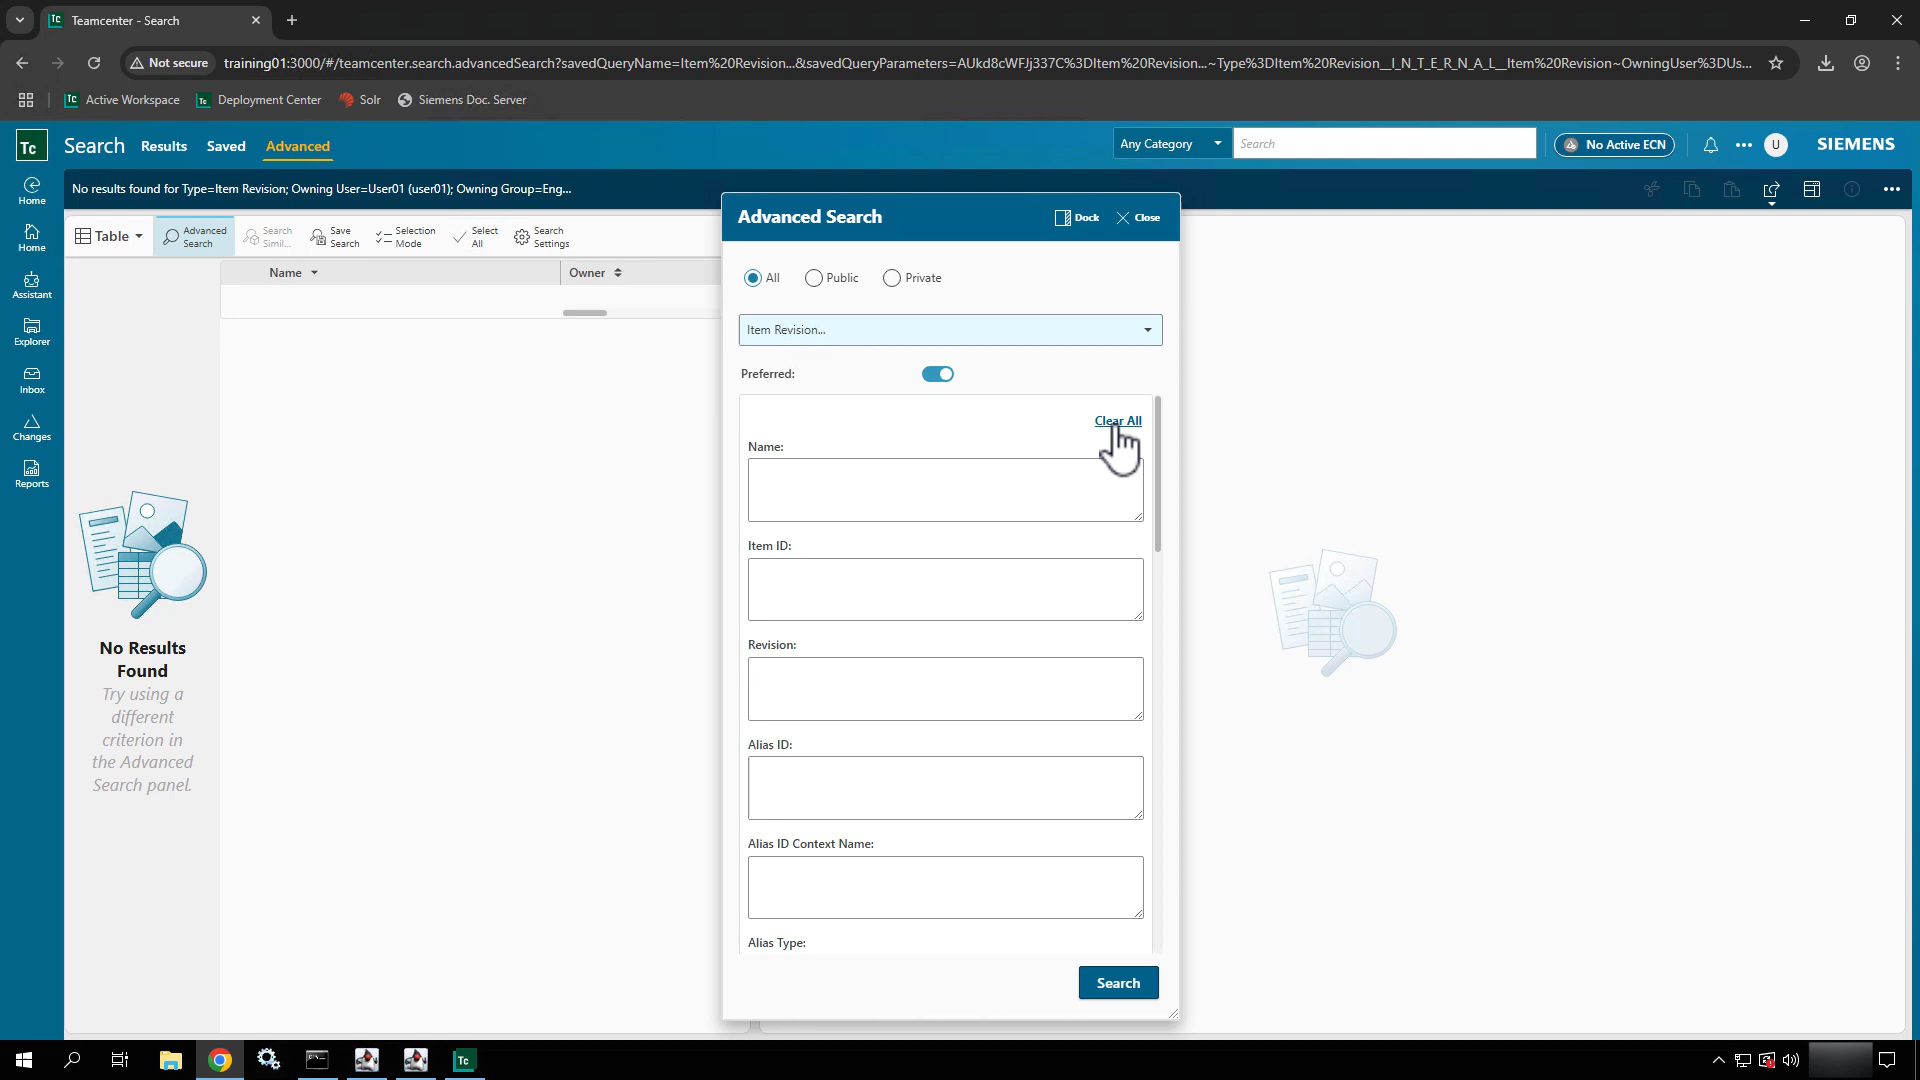 Tc
Teamcenter - Search
Not secure
training01:3000/#/teamcenter.search.advancedSearch?savedQueryName=Item%20Revision...&savedQueryParameters=AUkd8cWFJj337C%3DItem%20Revision...~Type%3DItem%20Revision__I_N_T_E_R_N_A_L__Item%20Revision~OwningUser%3DUs...
Tc Active Workspace
Tc Deployment Center
Solr
Siemens Doc. Server
Tc
Search
Results
Saved
Advanced
Any Category
Search
No Active ECN
U
SIEMENS
No results found for Type=Item Revision; Owning User=User01 (user01); Owning Group=Eng...
Home
Home
Assistant
Explorer
Inbox
Changes
Reports
Table
Advanced
Search
Search
Simil...
Save
Search
Selection
Mode
Select
All
Search
Settings
Name
Owner
No Results
Found
Try using a
different
criterion in
the Advanced
Search panel.
Advanced Search
Dock
Close
All
Public
Private
Item Revision...
Preferred:
Clear All
Name:
Item ID:
Revision:
Alias ID:
Alias ID Context Name:
Alias Type:
Search
Tc